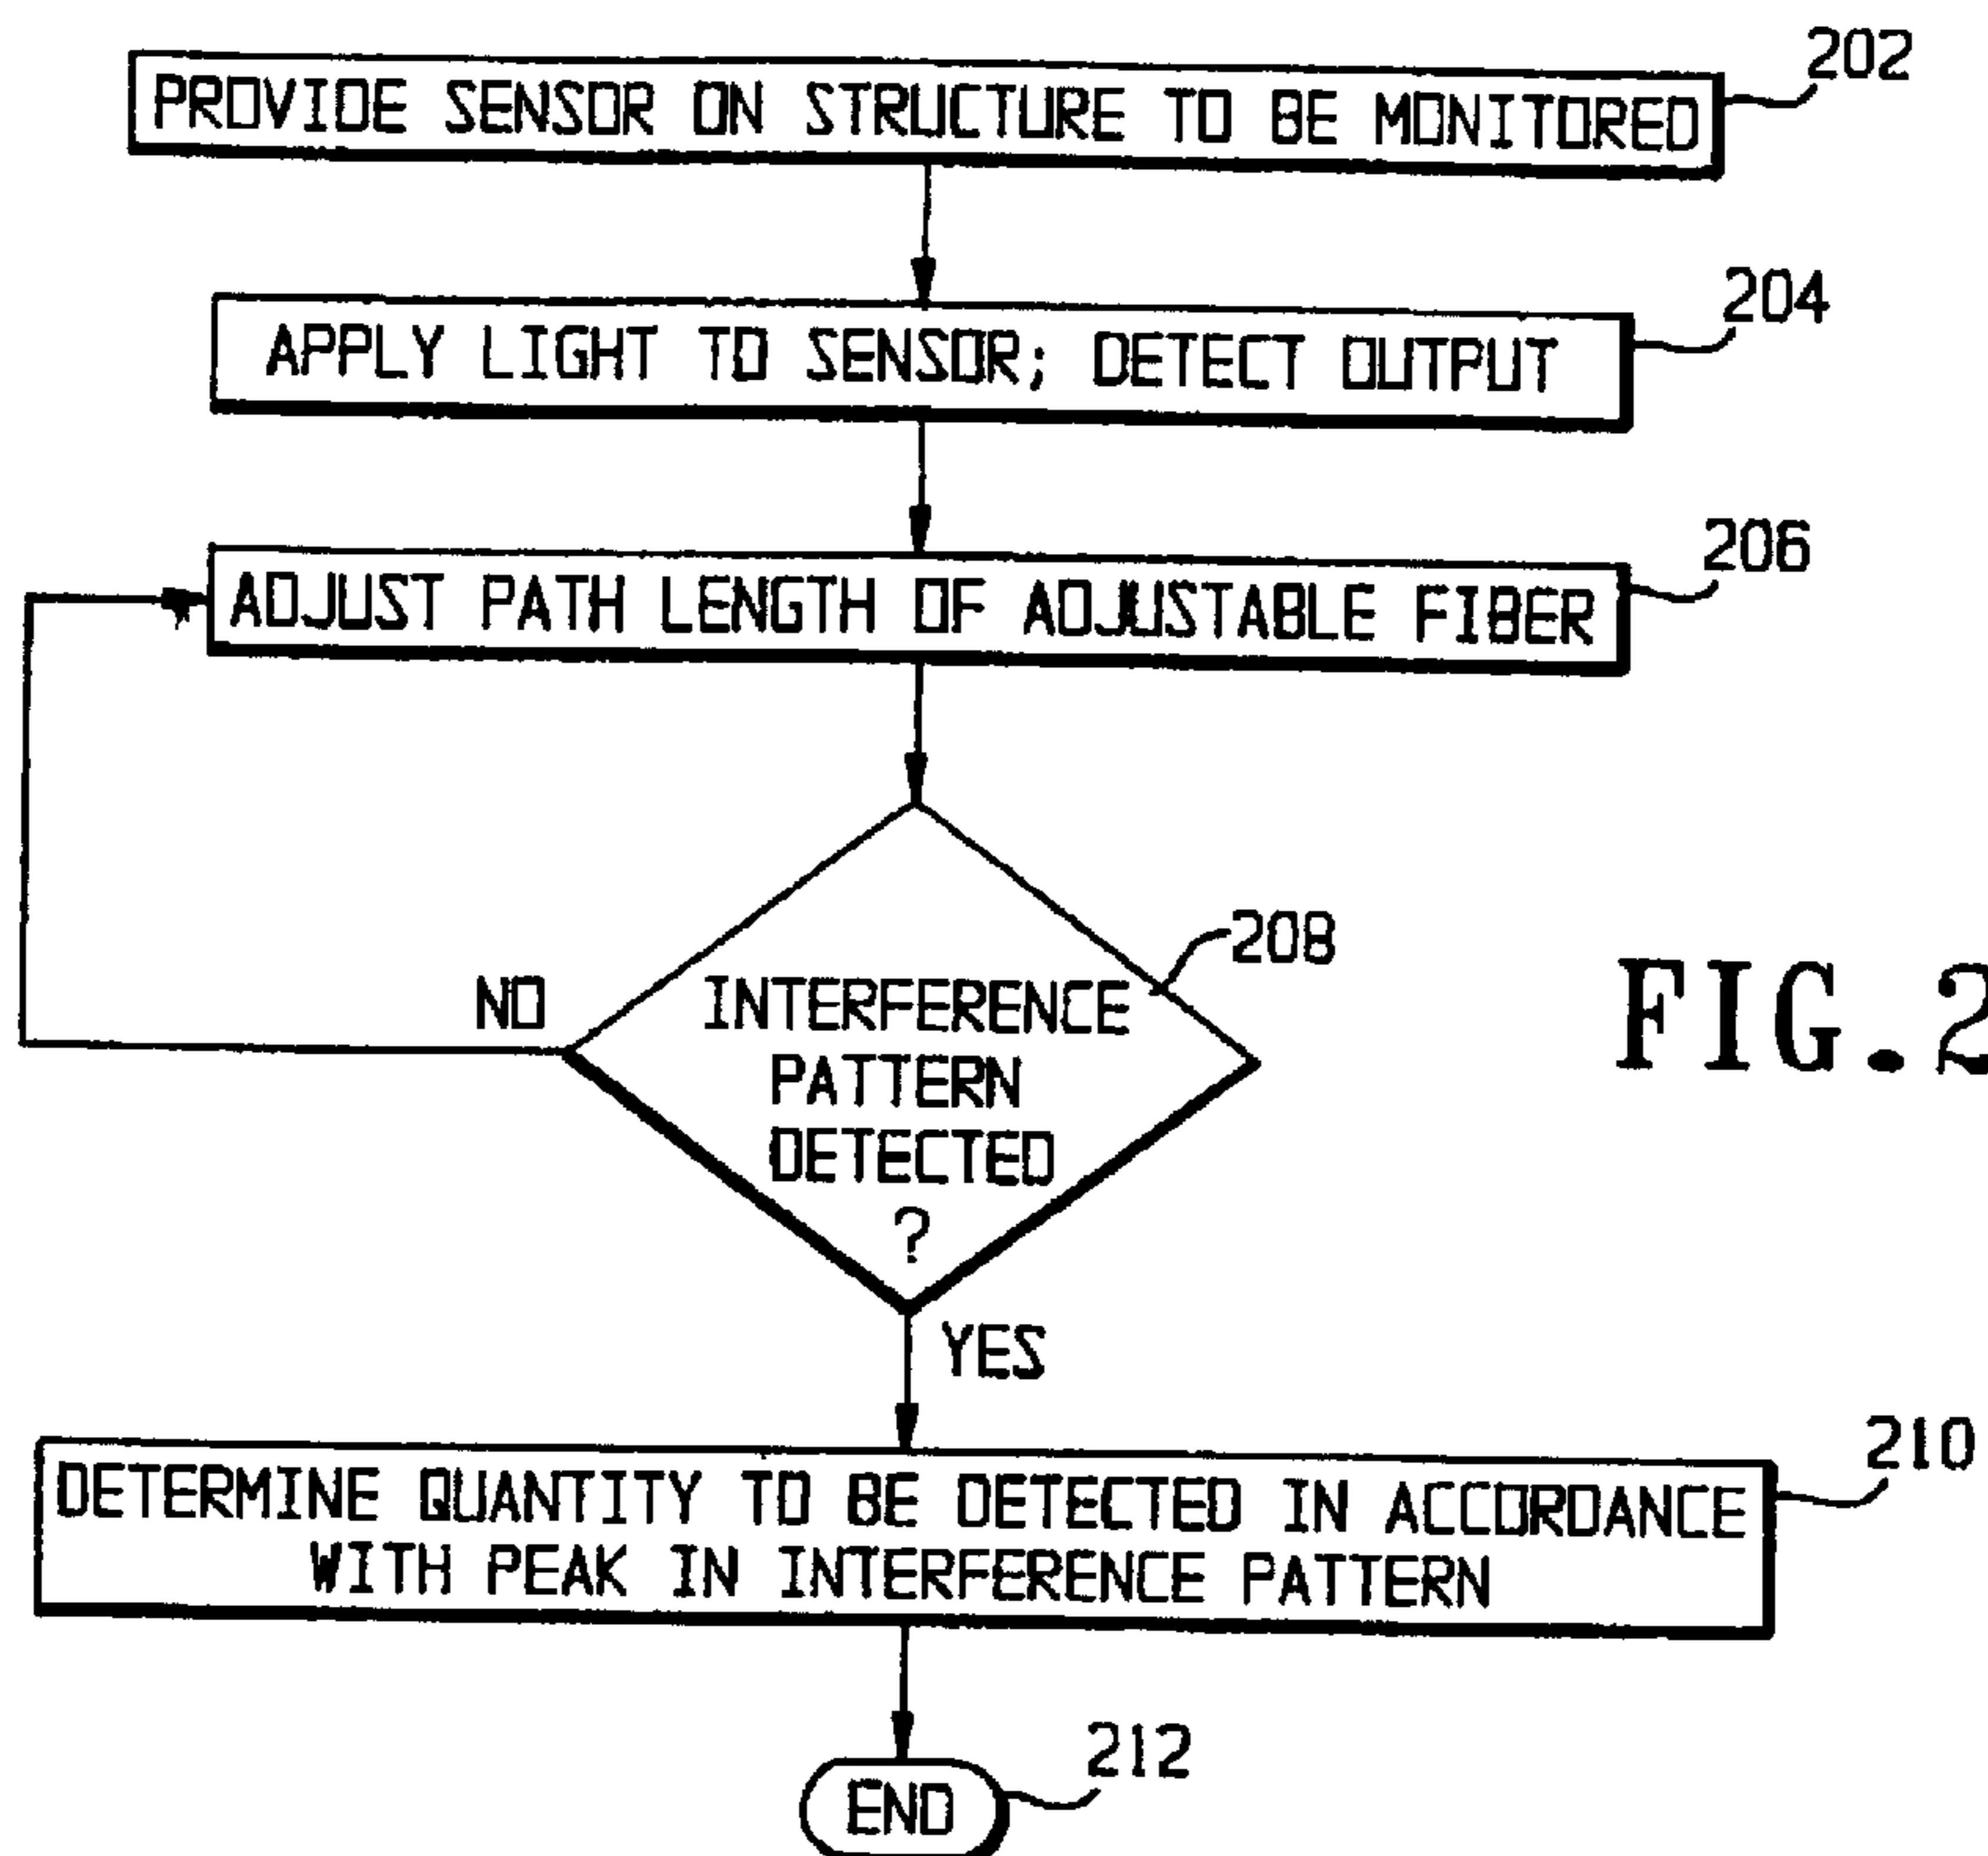 202
PROVIDE SENSOR ON STRUCTURE TO BE MONITORED
204
APPLY LIGHT TO SENSOR; DETECT OUTPUT
206
ADJUST PATH LENGTH OF ADJUSTABLE FIBER
208
NO
INTERFERENCE
PATTERN
DETECTED
?
FIG.2
YES
210
DETERMINE QUANTITY TO BE DETECTED IN ACCORDANCE
WITH PEAK IN INTERFERENCE PATTERN
212
END